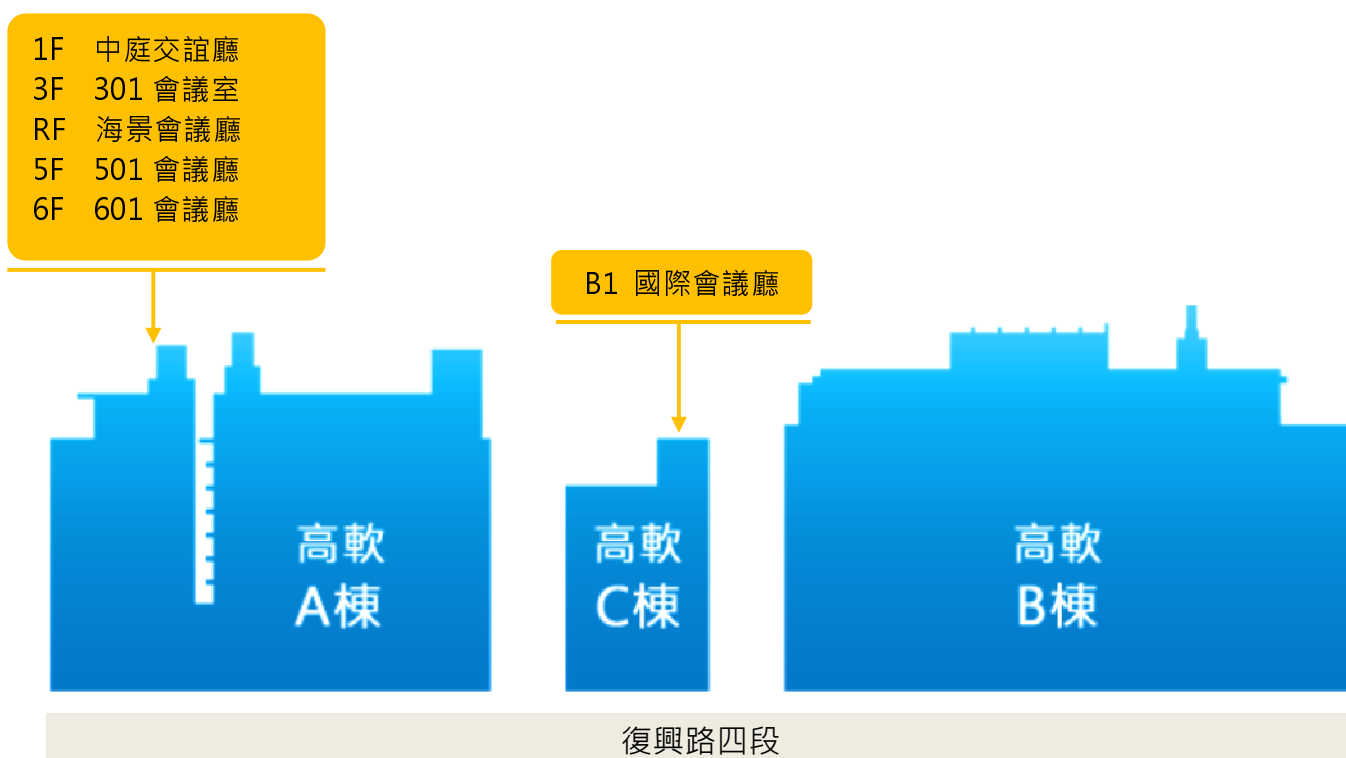 1F 中庭交誼廳
3F 301 會議室
RF 海景會議廳
5F 501 會議廳
6F 601 會議廳
B1 國際會議廳
高軟
A棟
高軟
C棟
高軟
B棟
復興路四段